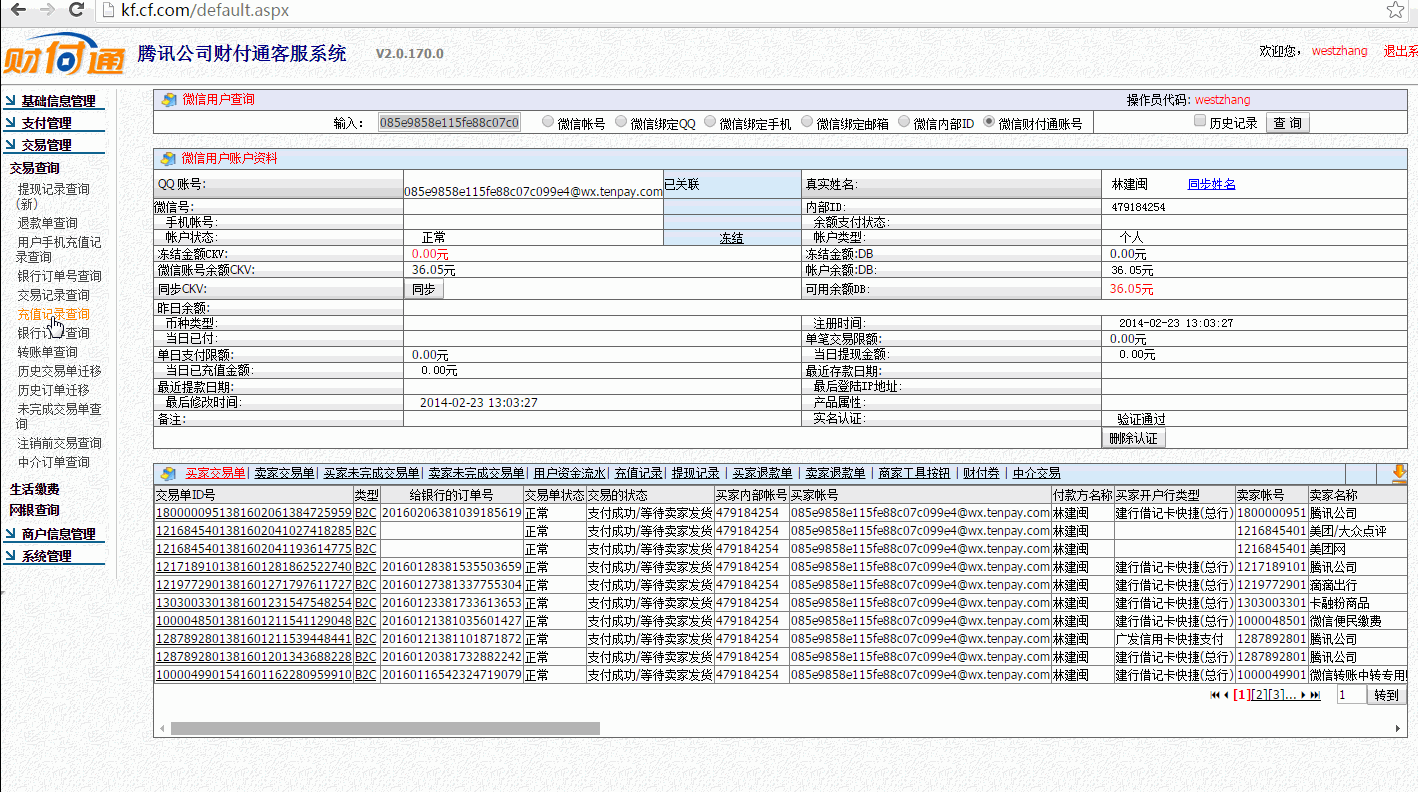 kf.cf.com/default.aspx
财付通 腾讯公司财付通客服系统 V2.0.170.0 欢迎您， westzhang 退出系
基础信息管理
支付管理
交易管理
交易查询
提现记录查询
（新）
退款单查询
用户手机充值记
录查询
银行订单号查询
交易记录查询
充值记录查询
银行订单查询
转账单查询
历史交易单迁移
历史订单迁移
未完成交易单查
询
注销前交易查询
中介订单查询
生活缴费
网银查询
商户信息管理
系统管理
微信用户查询 操作员代码: westzhang
输入： 085e9858e115fe88c07c0 微信帐号 微信绑定QQ 微信绑定手机 微信绑定邮箱 微信内部ID 微信财付通账号 历史记录 查 询
微信用户账户资料
QQ 账号: 085e9858e115fe88c07c099e4@wx.tenpay.com 已关联 真实姓名: 林建闽 同步姓名
微信号: 内部ID: 479184254
手机帐号: 余额支付状态:
帐户状态: 正常 冻结 帐户类型: 个人
冻结金额CKV: 0.00元 冻结金额:DB 0.00元
微信账号余额CKV: 36.05元 帐户余额:DB: 36.05元
同步CKV: 同步 可用余额DB: 36.05元
昨日余额:
币种类型: 注册时间: 2014-02-23 13:03:27
当日已付: 单笔交易限额: 0.00元
单日支付限额: 0.00元 当日提现金额: 0.00元
当日已充值金额: 0.00元 最近存款日期:
最近提款日期: 最后登陆IP地址:
最后修改时间: 2014-02-23 13:03:27 产品属性:
备注: 实名认证: 验证通过
删除认证
买家交易单| 卖家交易单| 买家未完成交易单| 卖家未完成交易单| 用户资金流水| 充值记录| 提现记录 | 买家退款单 | 卖家退款单 | 商家工具按钮 | 财付券 | 中介交易
交易单ID号 类型 给银行的订单号 交易单状态 交易的状态 买家内部帐号 买家帐号 付款方名称 买家开户行类型 卖家帐号 卖家名称
1800000951381602061384725959 B2C 201602063810391856​19 正常 支付成功/等待卖家发货 479184254 085e9858e115fe88c07c099e4@wx.tenpay.com 林建闽 建行借记卡快捷(总行) 1800000951 腾讯公司
1216845401381602041027418285 B2C 正常 支付成功/等待卖家发货 479184254 085e9858e115fe88c07c099e4@wx.tenpay.com 林建闽 1216845401 美团/大众点评
1216845401381602041193614775 B2C 正常 支付成功/等待卖家发货 479184254 085e9858e115fe88c07c099e4@wx.tenpay.com 林建闽 1216845401 美团网
1217189101381601281862522740 B2C 20160128381535503659 正常 支付成功/等待卖家发货 479184254 085e9858e115fe88c07c099e4@wx.tenpay.com 林建闽 建行借记卡快捷(总行) 1217189101 腾讯公司
1219772901381601271797611727 B2C 20160127381337755304 正常 支付成功/等待卖家发货 479184254 085e9858e115fe88c07c099e4@wx.tenpay.com 林建闽 建行借记卡快捷(总行) 1219772901 滴滴出行
1303003301381601231547548254 B2C 20160123381733613653 正常 支付成功/等待卖家发货 479184254 085e9858e115fe88c07c099e4@wx.tenpay.com 林建闽 建行借记卡快捷(总行) 1303003301 卡融粉商品
1000048501381601211541129048 B2C 20160121381035601427 正常 支付成功/等待卖家发货 479184254 085e9858e115fe88c07c099e4@wx.tenpay.com 林建闽 建行借记卡快捷(总行) 1000048501 微信便民缴费
1287892801381601211539448441 B2C 20160121381101871872 正常 支付成功/等待卖家发货 479184254 085e9858e115fe88c07c099e4@wx.tenpay.com 林建闽 广发信用卡快捷支付 1287892801 腾讯公司
1287892801381601201343688228 B2C 20160120381732882242 正常 支付成功/等待卖家发货 479184254 085e9858e115fe88c07c099e4@wx.tenpay.com 林建闽 建行借记卡快捷(总行) 1287892801 腾讯公司
1000049901541601162280959910 B2C 20160116542324719079 正常 支付成功/等待卖家发货 479184254 085e9858e115fe88c07c099e4@wx.tenpay.com 林建闽 建行借记卡快捷(总行) 1000049901 微信转账中转专用
[1][2][3]... 1 转到